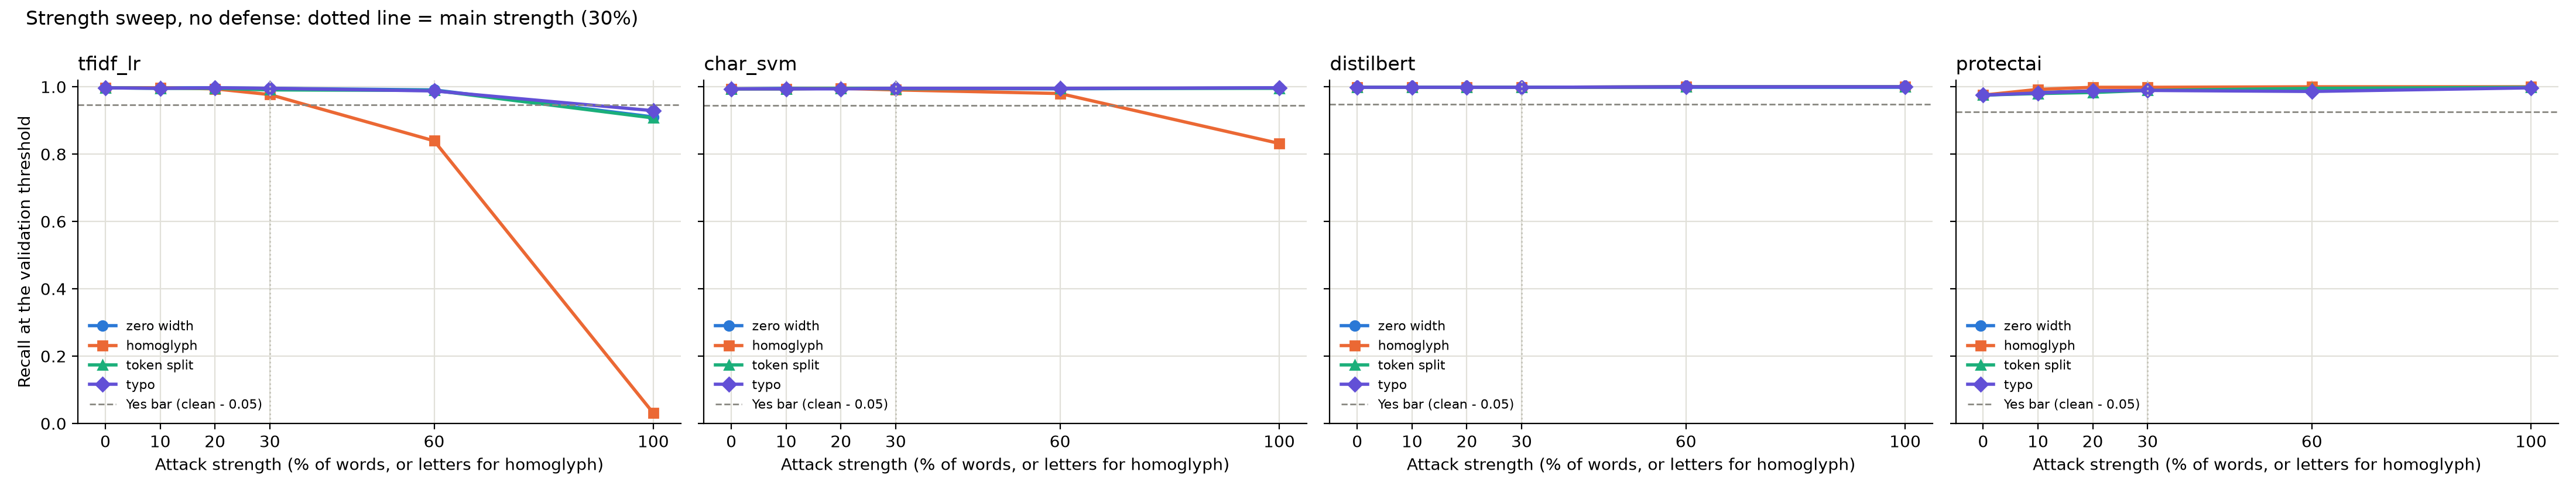 Strength sweep, no defense: dotted line = main strength (30%)
tfidf_lr
Recall at the validation threshold
1.0
0.8
0.6
0.4
0.2
0.0
zero width
homoglyph
token split
typo
Yes bar (clean - 0.05)
0 10 20 30 60 100
Attack strength (% of words, or letters for homoglyph)
char_svm
zero width
homoglyph
token split
typo
Yes bar (clean - 0.05)
0 10 20 30 60 100
Attack strength (% of words, or letters for homoglyph)
distilbert
zero width
homoglyph
token split
typo
Yes bar (clean - 0.05)
0 10 20 30 60 100
Attack strength (% of words, or letters for homoglyph)
protectai
zero width
homoglyph
token split
typo
Yes bar (clean - 0.05)
0 10 20 30 60 100
Attack strength (% of words, or letters for homoglyph)